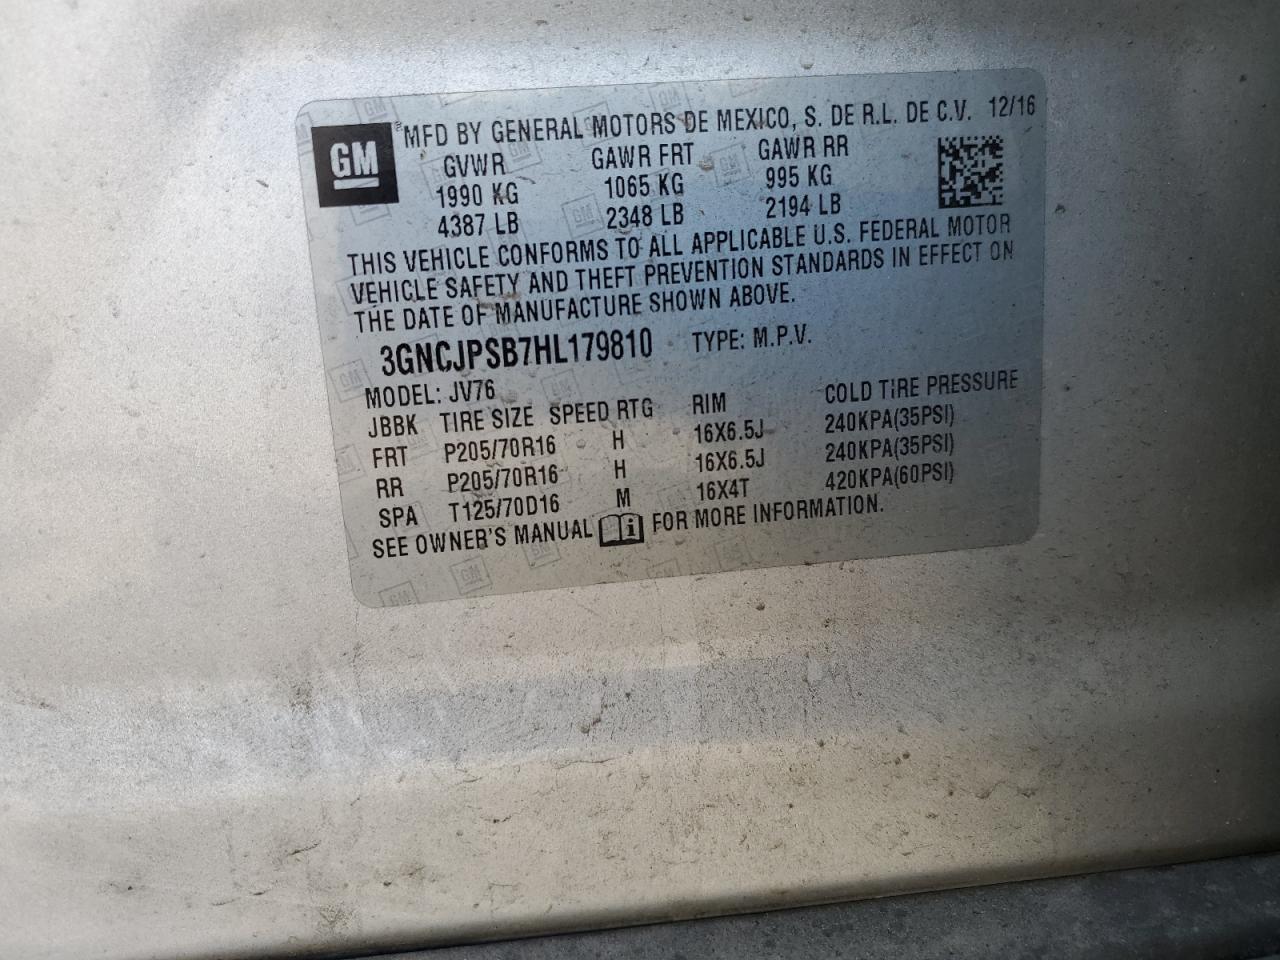 GM ® MFD BY GENERAL MOTORS DE MEXICO, S. DE R.L. DE C.V. 12/16
GVWR GAWR FRT GAWR RR
1990 KG 1065 KG 995 KG
4387 LB 2348 LB 2194 LB
THIS VEHICLE CONFORMS TO ALL APPLICABLE U.S. FEDERAL MOTOR
VEHICLE SAFETY AND THEFT PREVENTION STANDARDS IN EFFECT ON
THE DATE OF MANUFACTURE SHOWN ABOVE.
3GNCJPSB7HL179810 TYPE: M.P.V.
MODEL: JV76
JBBK TIRE SIZE SPEED RTG RIM COLD TIRE PRESSURE
FRT P205/70R16 H 16X6.5J 240KPA(35PSI)
RR P205/70R16 H 16X6.5J 240KPA(35PSI)
SPA T125/70D16 M 16X4T 420KPA(60PSI)
SEE OWNER'S MANUAL i FOR MORE INFORMATION.